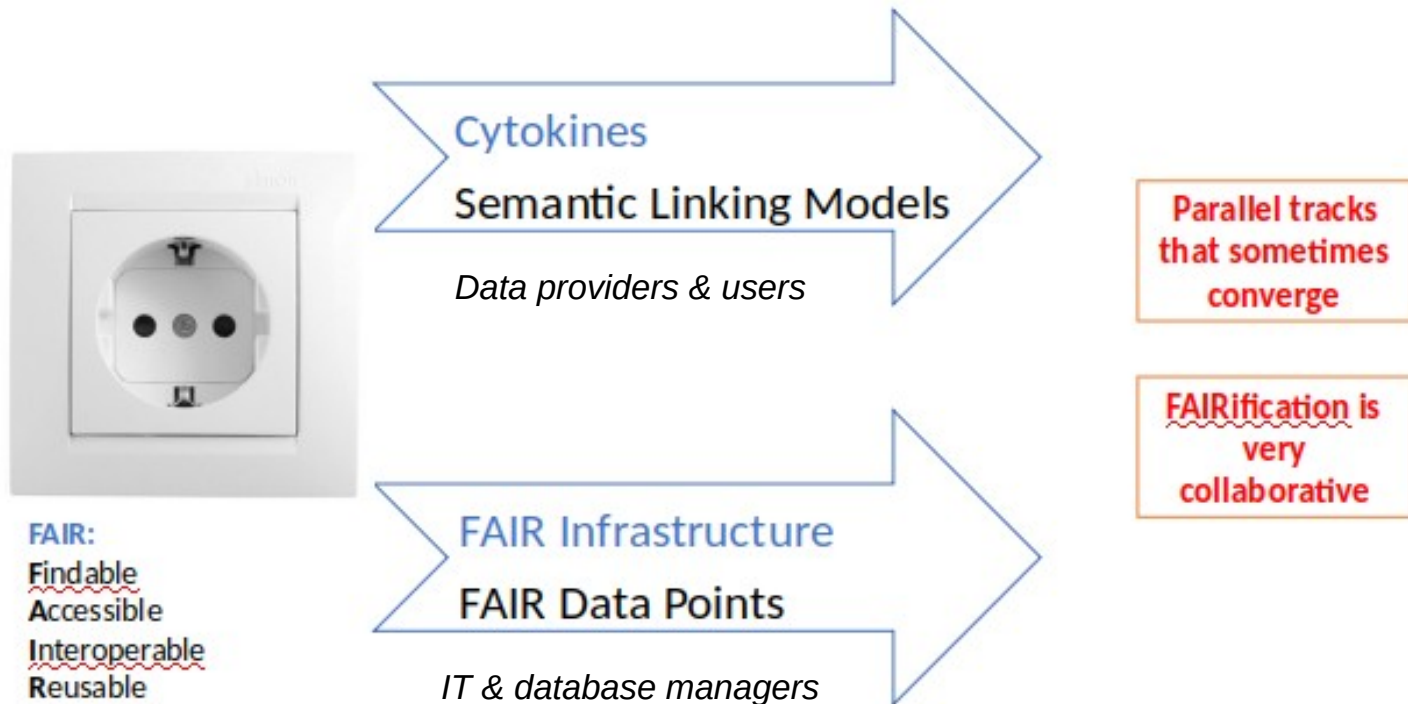 Cytokines
Semantic Linking Models
Data providers & users
Parallel tracks
that sometimes
converge
FAIRification is
very
collaborative
FAIR:
Findable
Accessible
Interoperable
Reusable
FAIR Infrastructure
FAIR Data Points
IT & database managers